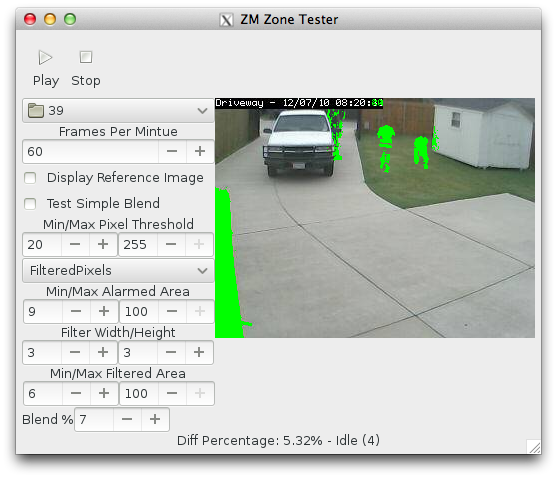 ZM Zone Tester
Play Stop
39
Frames Per Mintue
60
Display Reference Image
Test Simple Blend
Min/Max Pixel Threshold
20 255
FilteredPixels
Min/Max Alarmed Area
9 100
Filter Width/Height
3 3
Min/Max Filtered Area
6 100
Blend % 7
Driveway - 12/07/10 08:20:
Diff Percentage: 5.32% - Idle (4)